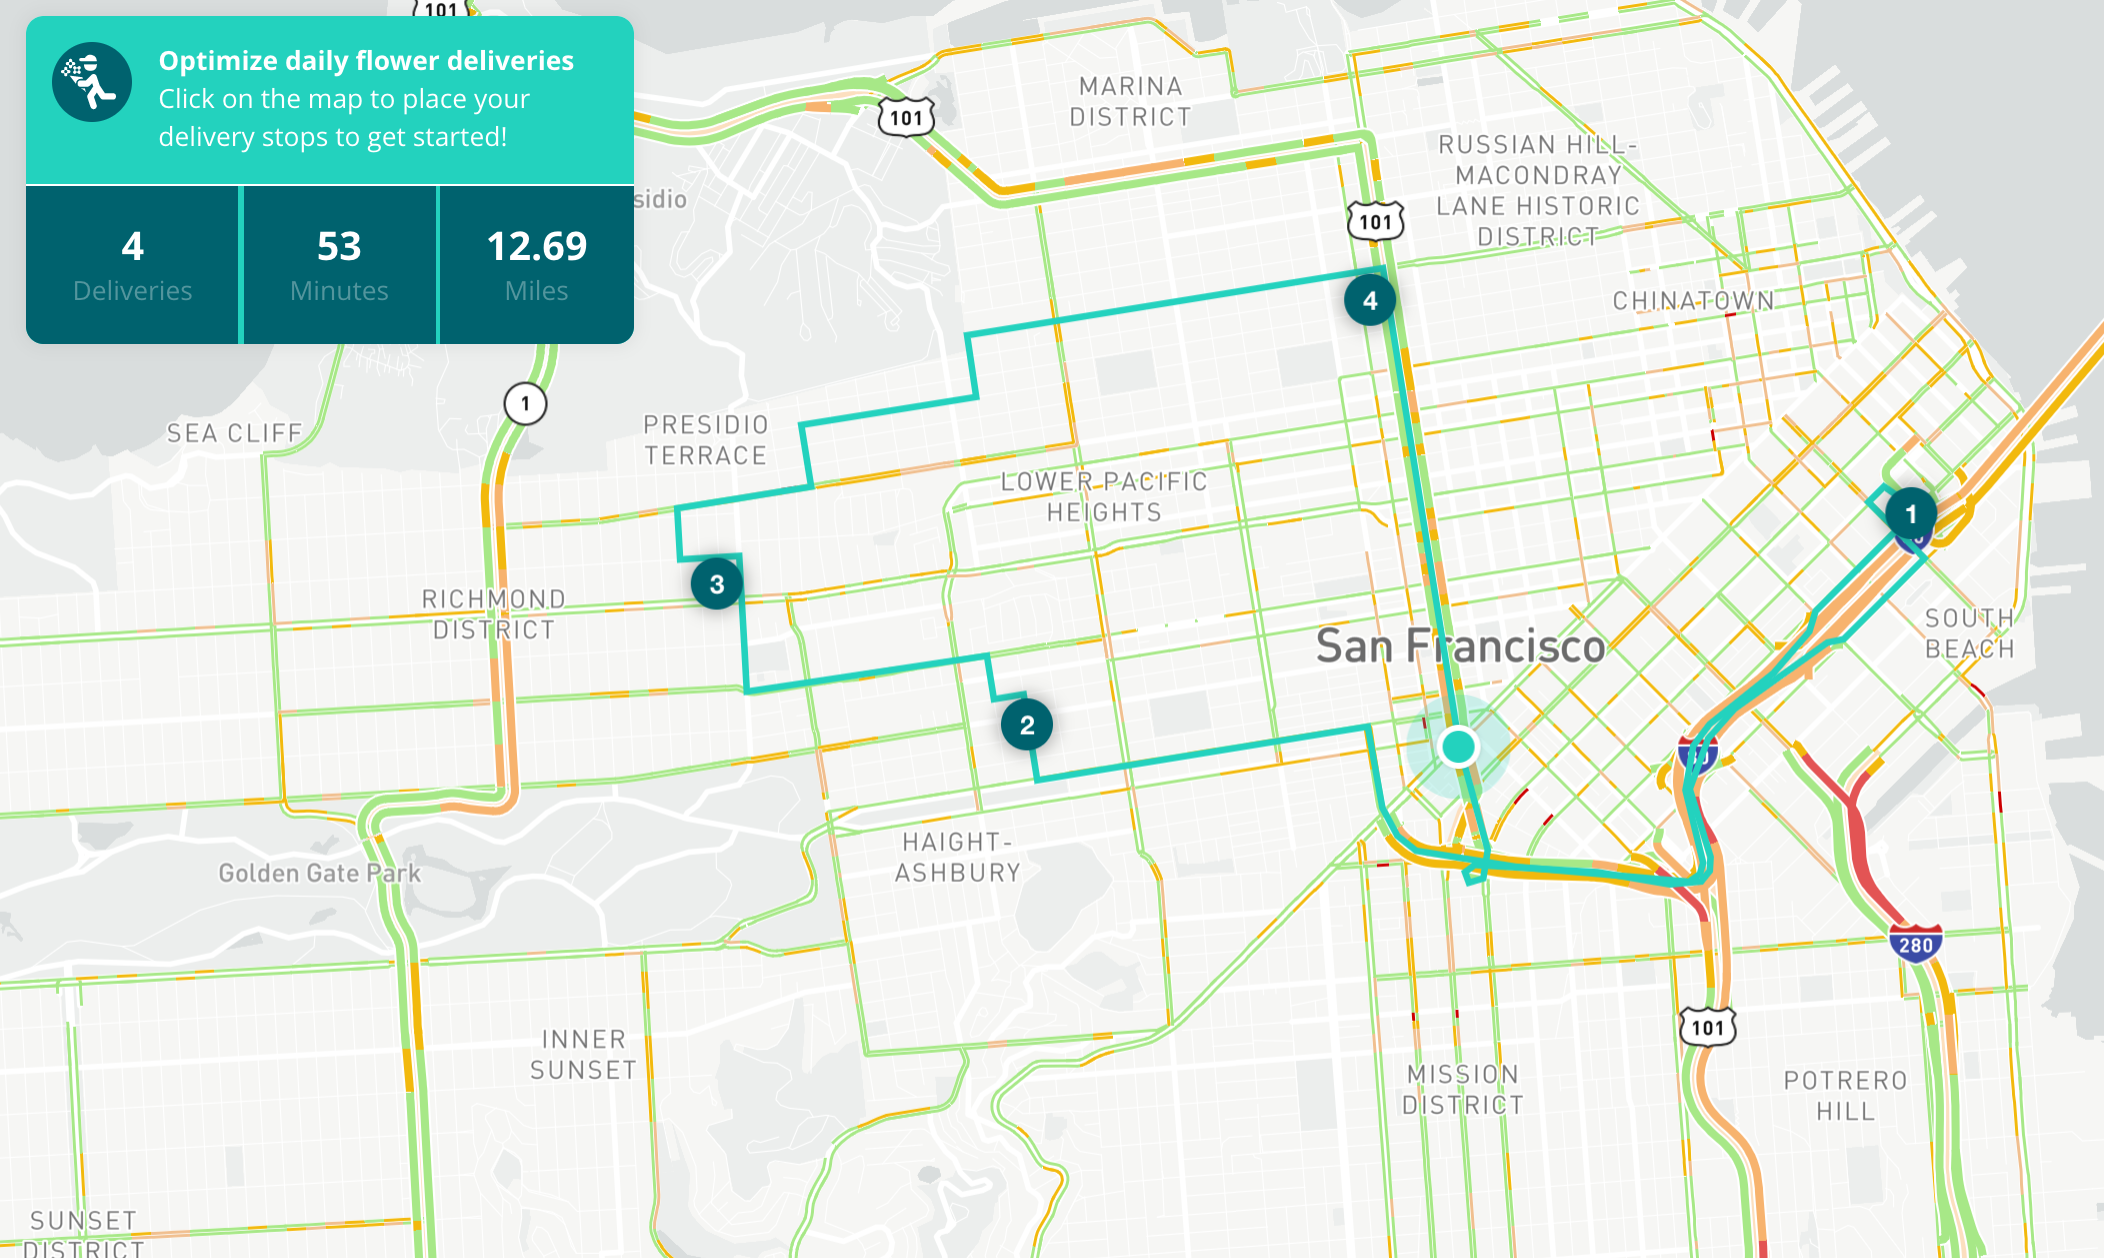 101
Optimize daily flower deliveries
Click on the map to place your
delivery stops to get started!
4
Deliveries
53
Minutes
12.69
Miles
sidio
101
MARINA
DISTRICT
RUSSIAN HILL-
MACONDRAY
LANE HISTORIC
DISTRICT
101
4
CHINATOWN
1
SEA CLIFF
PRESIDIO
TERRACE
LOWER PACIFIC
HEIGHTS
1
3
RICHMOND
DISTRICT
San Francisco
SOUTH
BEACH
2
HAIGHT-
ASHBURY
Golden Gate Park
280
101
INNER
SUNSET
MISSION
DISTRICT
POTRERO
HILL
SUNSET
DISTRICT